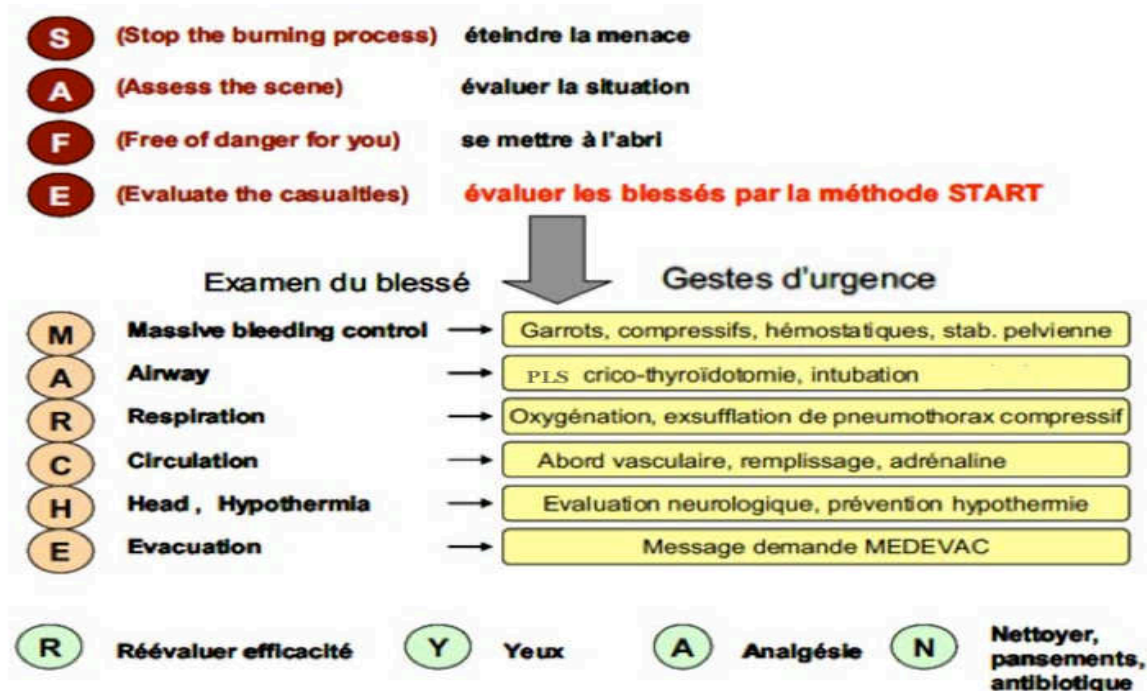 S (Stop the burning process) éteindre la menace
A (Assess the scene) évaluer la situation
F (Free of danger for you) se mettre à l'abri
E (Evaluate the casualties) évaluer les blessés par la méthode START
Examen du blessé Gestes d'urgence
M Massive bleeding control Garrots, compressifs, hémostatiques, stab. pelvienne
A Airway PLS crico-thyroïdotomie, intubation
R Respiration Oxygénation, exsufflation de pneumothorax compressif
C Circulation Abord vasculaire, remplissage, adrénaline
H Head , Hypothermia Evaluation neurologique, prévention hypothermie
E Evacuation Message demande MEDEVAC
R Réévaluer efficacité Y Yeux A Analgésie N Nettoyer,
pansements,
antibiotique